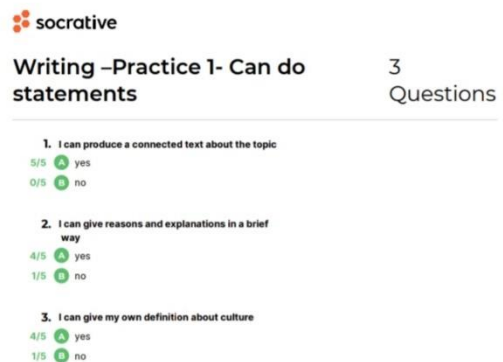 socrative
Writing –Practice 1- Can do
statements
3
Questions
1. I can produce a connected text about the topic
5/5 A yes
0/5 B no
2. I can give reasons and explanations in a brief
way
4/5 A yes
1/5 B no
3. I can give my own definition about culture
4/5 A yes
1/5 B no